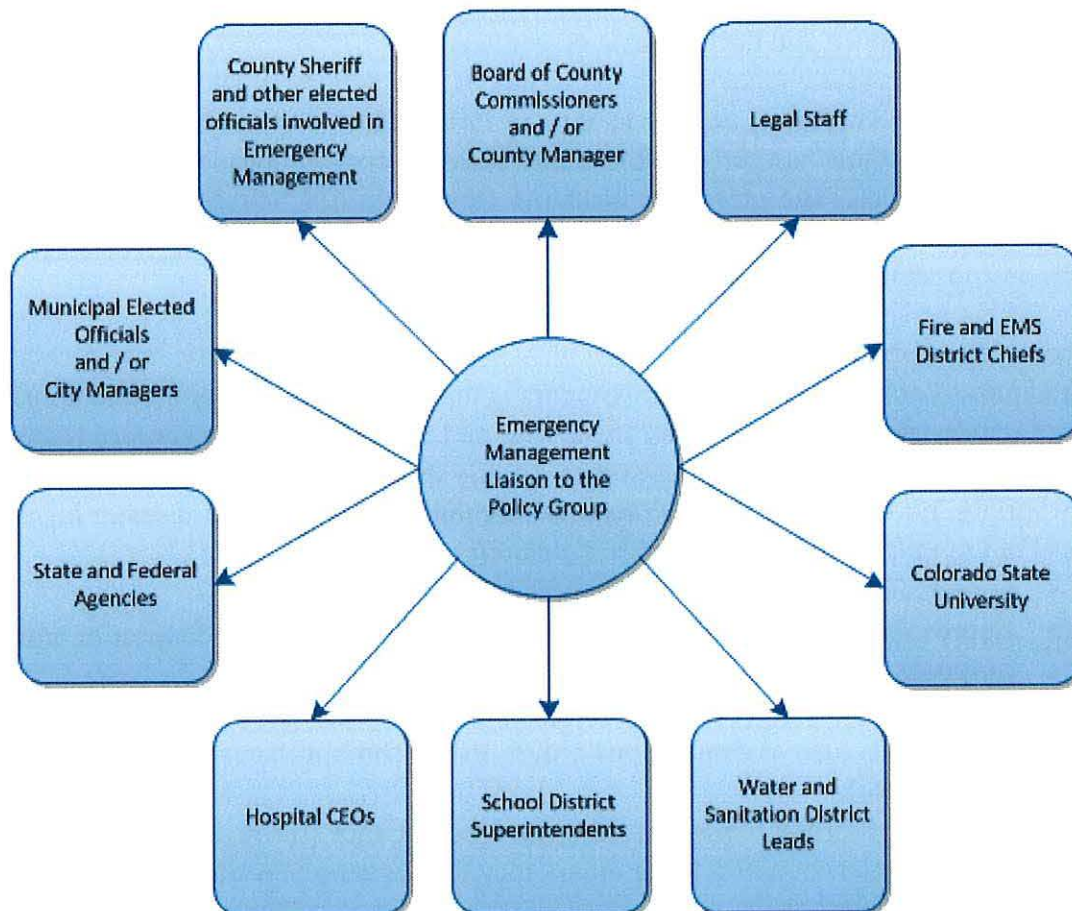 County Sheriff
and other elected
officials involved in
Emergency
Management
Board of County
Commissioners
and / or
County Manager
Legal Staff
Municipal Elected
Officials
and / or
City Managers
Fire and EMS
District Chiefs
Emergency
Management
Liaison to the
Policy Group
State and Federal
Agencies
Colorado State
University
Hospital CEOs
School District
Superintendents
Water and
Sanitation District
Leads